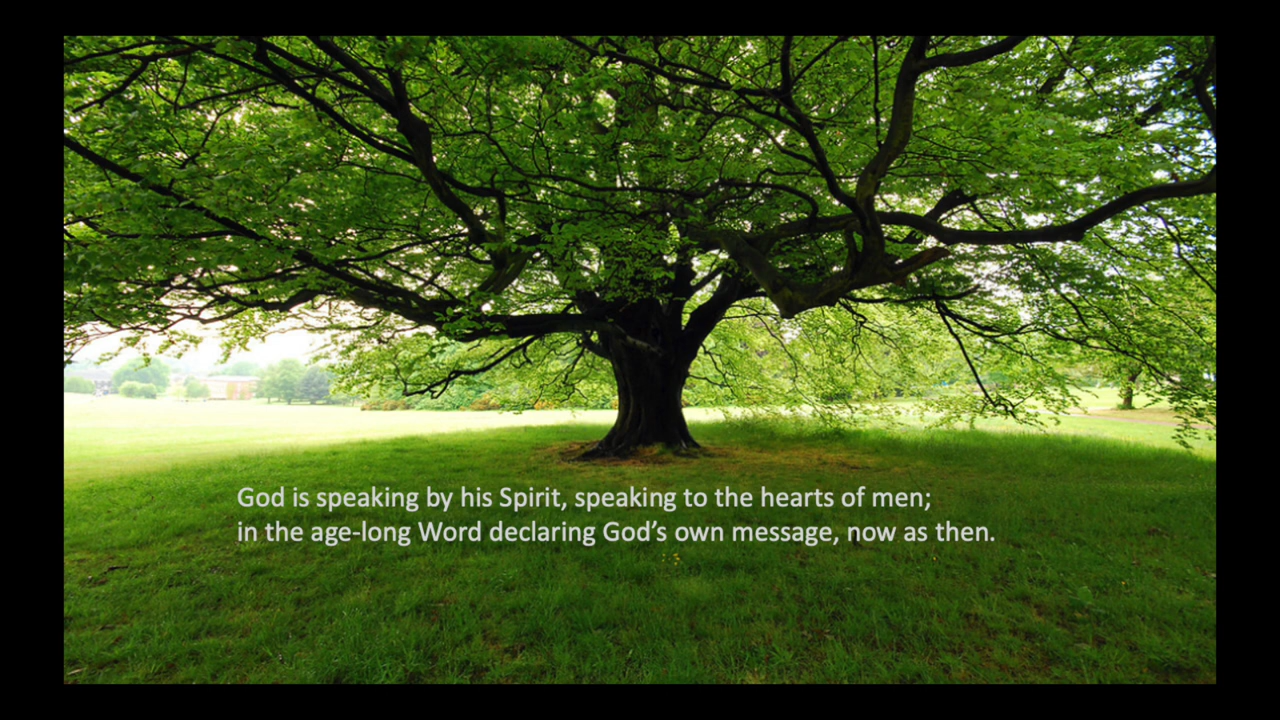 God is speaking by his Spirit, speaking to the hearts of men;
in the age-long Word declaring God’s own message, now as then.